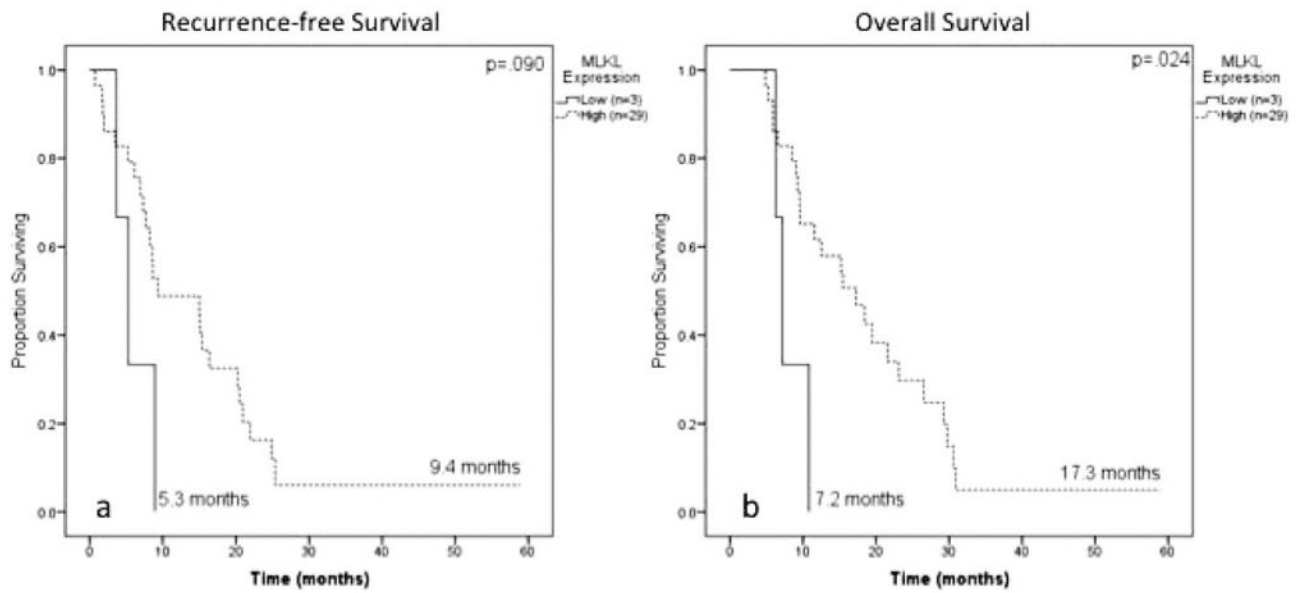 Recurrence-free Survival
p=.090
MLKL
Expression
Low (n=3)
High (n=29)
Proportion Surviving
1.0
0.8
0.6
0.4
0.2
0.0
9.4 months
5.3 months
a
0 10 20 30 40 50 60
Time (months)
Overall Survival
p=.024
MLKL
Expression
Low (n=3)
High (n=29)
Proportion Surviving
1.0
0.8
0.6
0.4
0.2
0.0
17.3 months
7.2 months
b
0 10 20 30 40 50 60
Time (months)